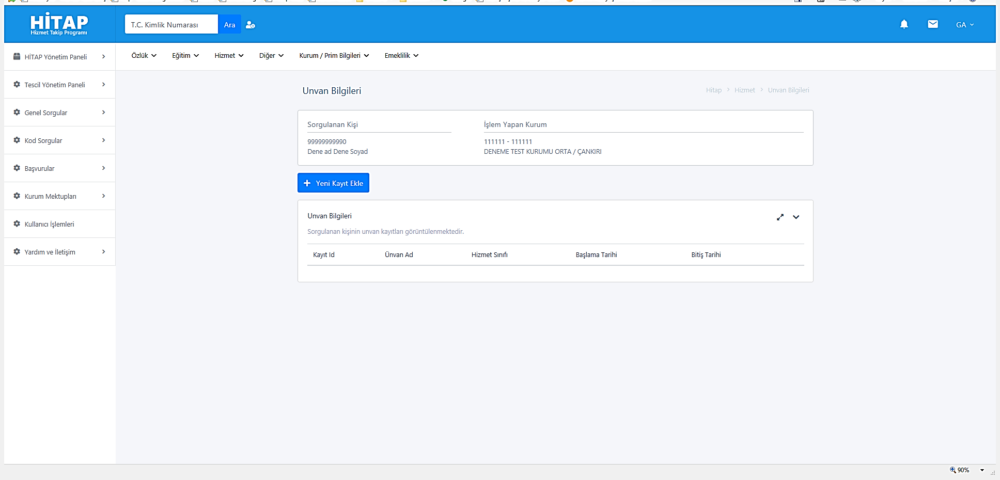 HİTAP
Hizmet Takip Programı
T.C. Kimlik Numarası
Ara
GA
HİTAP Yönetim Paneli
Tescil Yönetim Paneli
Genel Sorgular
Kod Sorgular
Başvurular
Kurum Mektupları
Kullanıcı İşlemleri
Yardım ve İletişim
Özlük
Eğitim
Hizmet
Diğer
Kurum / Prim Bilgileri
Emeklilik
Unvan Bilgileri
Hitap > Hizmet > Unvan Bilgileri
Sorgulanan Kişi
99999999990
Dene ad Dene Soyad
İşlem Yapan Kurum
111111 - 111111
DENEME TEST KURUMU ORTA / ÇANKIRI
Yeni Kayıt Ekle
Unvan Bilgileri
Sorgulanan kişinin unvan kayıtları görüntülenmektedir.
Kayıt Id
Ünvan Ad
Hizmet Sınıfı
Başlama Tarihi
Bitiş Tarihi
90%